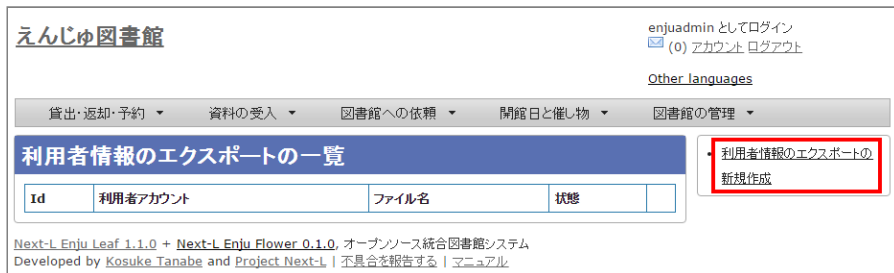 えんじゅ図書館
enjuadmin としてログイン
(0) アカウント ログアウト
Other languages
貸出・返却・予約 ▼ 資料の受入 ▼ 図書館への依頼 ▼ 開館日と催し物 ▼ 図書館の管理 ▼
利用者情報のエクスポートの一覧
• 利用者情報のエクスポートの
新規作成
Id 利用者アカウント ファイル名 状態
Next-L Enju Leaf 1.1.0 + Next-L Enju Flower 0.1.0, オープンソース統合図書館システム
Developed by Kosuke Tanabe and Project Next-L | 不具合を報告する | マニュアル